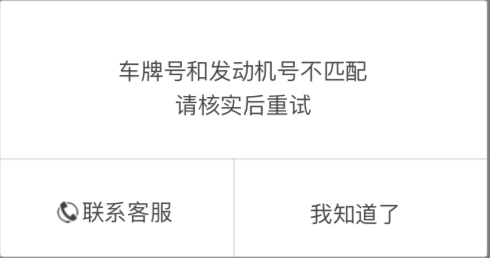 车牌号和发动机号不匹配
请核实后重试
联系客服
我知道了